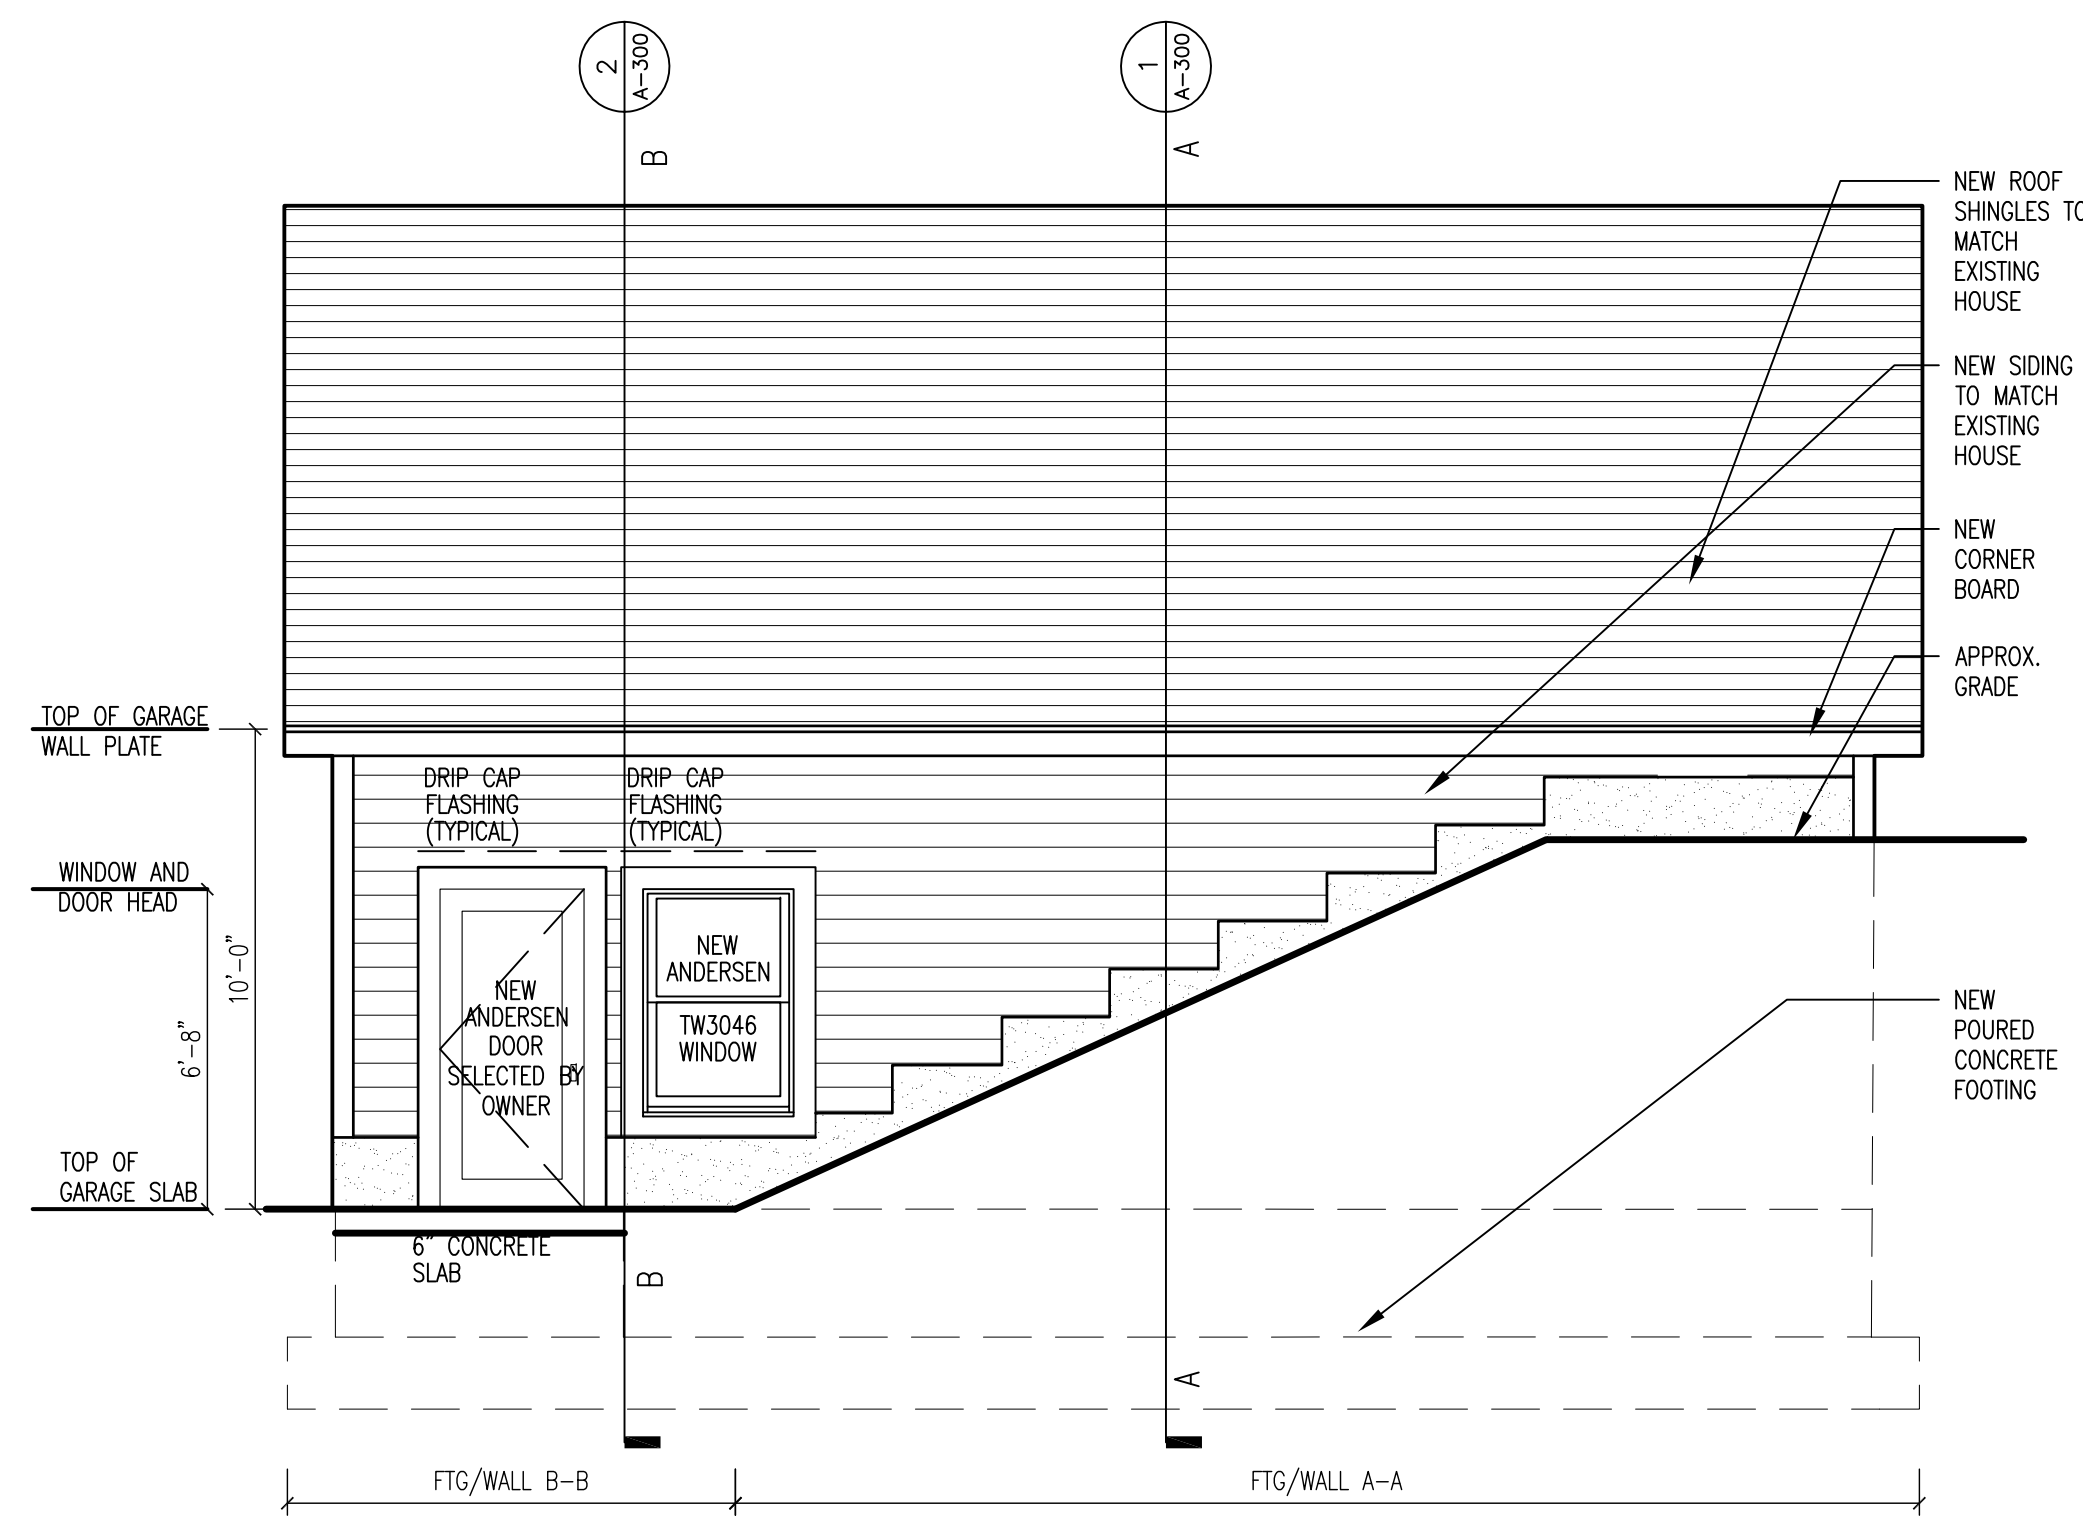 2
A-300
1
A-300
B
A
NEW ROOF
SHINGLES TO
MATCH
EXISTING
HOUSE
NEW SIDING
TO MATCH
EXISTING
HOUSE
NEW
CORNER
BOARD
APPROX.
GRADE
TOP OF GARAGE
WALL PLATE
DRIP CAP
FLASHING
(TYPICAL)
DRIP CAP
FLASHING
(TYPICAL)
WINDOW AND
DOOR HEAD
10'-0"
6'-8"
NEW
ANDERSEN
TW3046
WINDOW
NEW
ANDERSEN
DOOR
SELECTED BY
OWNER
NEW
POURED
CONCRETE
FOOTING
TOP OF
GARAGE SLAB
6" CONCRETE
SLAB
B
A
FTG/WALL B-B
FTG/WALL A-A